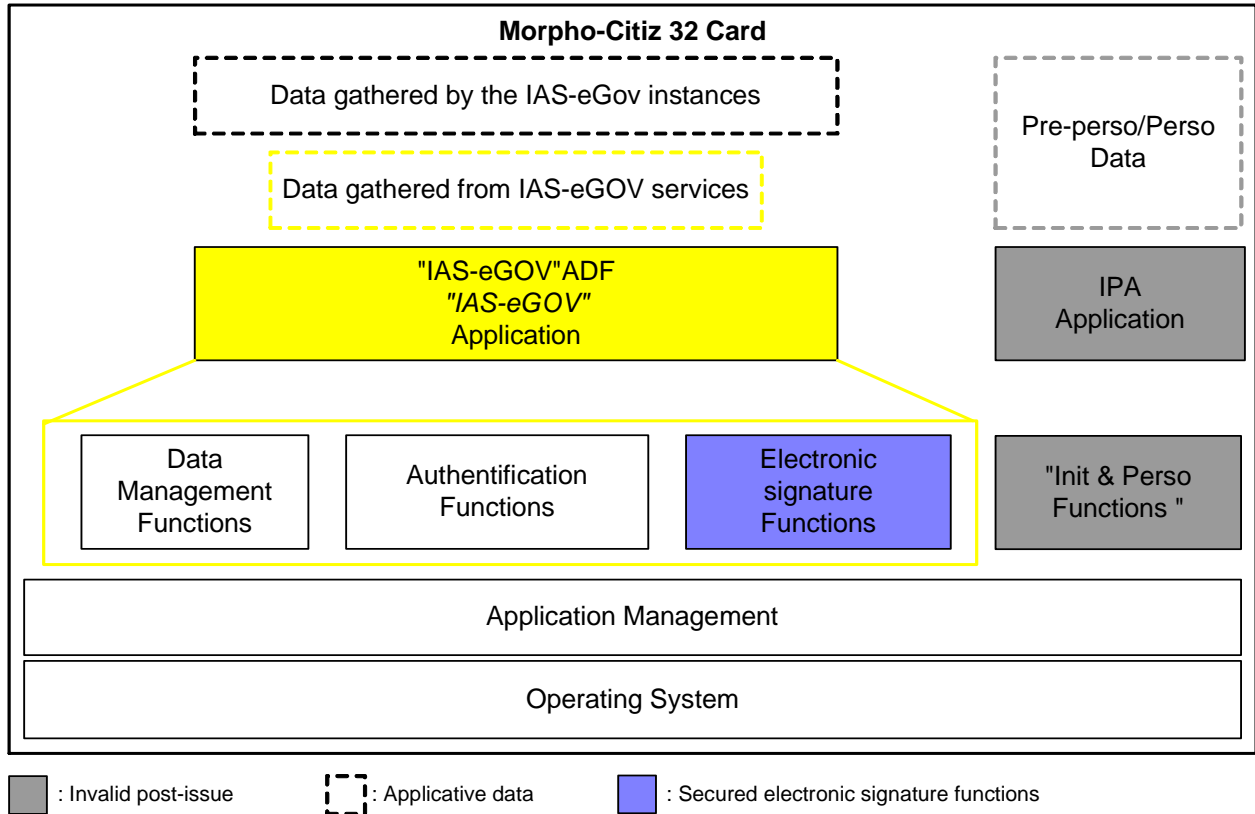 Morpho-Citiz 32 Card
Data gathered by the IAS-eGov instances
Pre-perso/Perso
Data
Data gathered from IAS-eGOV services
"IAS-eGOV"ADF
"IAS-eGOV"
Application
IPA
Application
Data
Management
Functions
Authentification
Functions
Electronic
signature
Functions
"Init & Perso
Functions "
Application Management
Operating System
: Invalid post-issue
: Applicative data
: Secured electronic signature functions